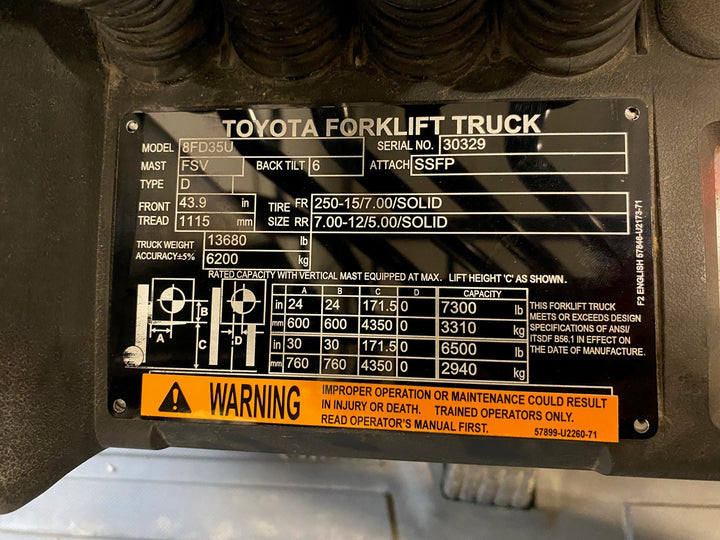 TOYOTA FORKLIFT TRUCK
MODEL 8FD35U SERIAL NO. 30329
MAST FSV BACK TILT 6 ATTACH SSFP
TYPE D
FRONT 43.9 in TIRE FR 250-15/7.00/SOLID
TREAD 1115 mm SIZE RR 7.00-12/5.00/SOLID
TRUCK WEIGHT 13680 lb
ACCURACY±5% 6200 kg
RATED CAPACITY WITH VERTICAL MAST EQUIPPED AT MAX. LIFT HEIGHT 'C' AS SHOWN.
A B C D CAPACITY
in 24 24 171.5 0 7300 lb
mm 600 600 4350 0 3310 kg
in 30 30 171.5 0 6500 lb
mm 760 760 4350 0 2940 kg
B
A
C
D
THIS FORKLIFT TRUCK
MEETS OR EXCEEDS DESIGN
SPECIFICATIONS OF ANSI/
ITSDF B56.1 IN EFFECT ON
THE DATE OF MANUFACTURE.
F2 ENGLISH 57846-U2173-71
WARNING
IMPROPER OPERATION OR MAINTENANCE COULD RESULT
IN INJURY OR DEATH. TRAINED OPERATORS ONLY.
READ OPERATOR'S MANUAL FIRST.
57899-U2260-71